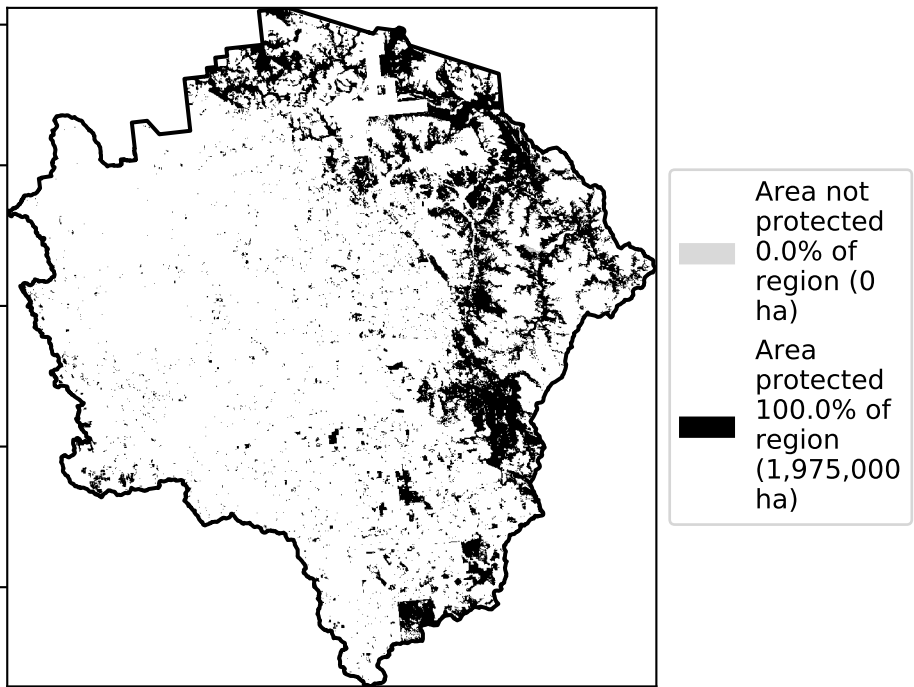 Area not
protected
0.0% of
region (0
ha)
Area
protected
100.0% of
region
(1,975,000
ha)